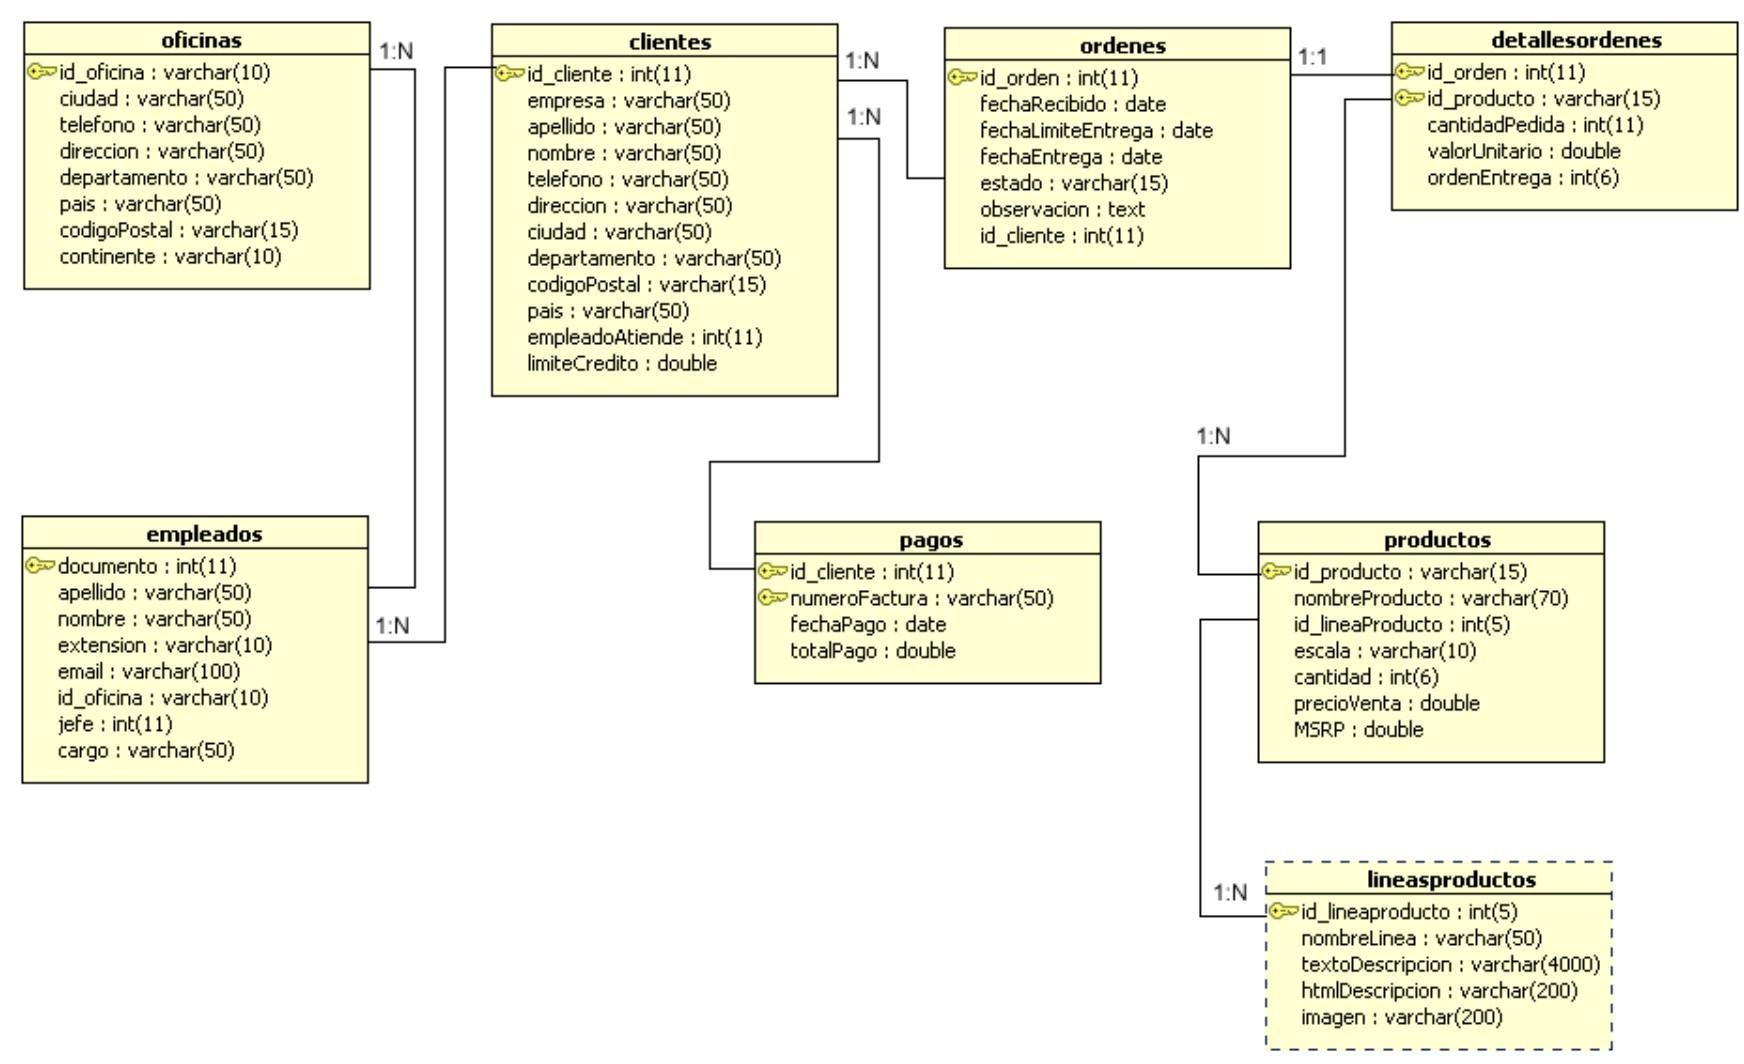 oficinas
id_oficina : varchar(10)
ciudad : varchar(50)
telefono : varchar(50)
direccion : varchar(50)
departamento : varchar(50)
pais : varchar(50)
codigoPostal : varchar(15)
continente : varchar(10)
1:N
clientes
id_cliente : int(11)
empresa : varchar(50)
apellido : varchar(50)
nombre : varchar(50)
telefono : varchar(50)
direccion : varchar(50)
ciudad : varchar(50)
departamento : varchar(50)
codigoPostal : varchar(15)
pais : varchar(50)
empleadoAtiende : int(11)
limiteCredito : double
1:N
1:N
ordenes
id_orden : int(11)
fechaRecibido : date
fechaLimiteEntrega : date
fechaEntrega : date
estado : varchar(15)
observacion : text
id_cliente : int(11)
1:1
detallesordenes
id_orden : int(11)
id_producto : varchar(15)
cantidadPedida : int(11)
valorUnitario : double
ordenEntrega : int(6)
1:N
empleados
documento : int(11)
apellido : varchar(50)
nombre : varchar(50)
extension : varchar(10)
email : varchar(100)
id_oficina : varchar(10)
jefe : int(11)
cargo : varchar(50)
1:N
pagos
id_cliente : int(11)
numeroFactura : varchar(50)
fechaPago : date
totalPago : double
productos
id_producto : varchar(15)
nombreProducto : varchar(70)
id_lineaProducto : int(5)
escala : varchar(10)
cantidad : int(6)
precioVenta : double
MSRP : double
1:N
lineasproductos
id_lineaproducto : int(5)
nombreLinea : varchar(50)
textoDescripcion : varchar(4000)
htmlDescripcion : varchar(200)
imagen : varchar(200)